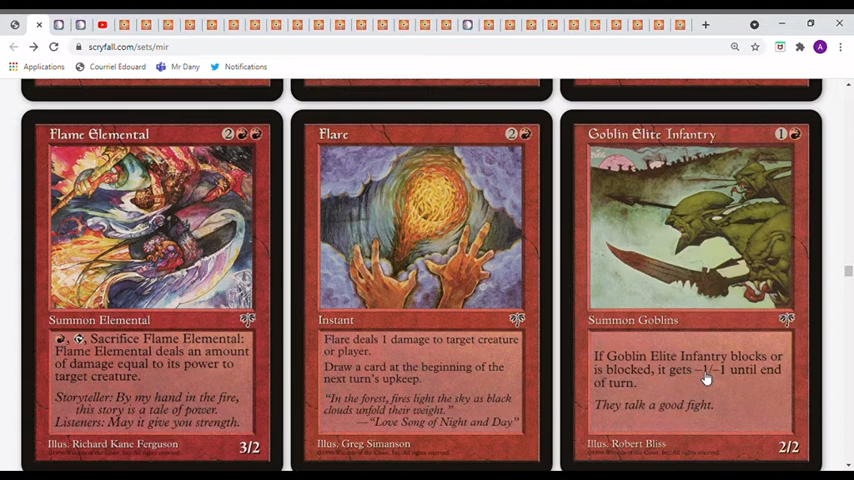 scryfall.com/sets/mir
A
Applications
Courriel Edouard
Mr Dany
Notifications
Flame Elemental 2
Summon Elemental
, Sacrifice Flame Elemental:
Flame Elemental deals an amount
of damage equal to its power to
target creature.
Storyteller: By my hand in the fire,
this story is a tale of power.
Listeners: May it give you strength.
Illus. Richard Kane Ferguson
3/2
Flare 2
Instant
Flare deals 1 damage to target creature
or player.
Draw a card at the beginning of the
next turn's upkeep.
"In the forest, fires light the sky as black
clouds unfold their weight."
—"Love Song of Night and Day"
Illus. Greg Simanson
Goblin Elite Infantry 1
Summon Goblins
If Goblin Elite Infantry blocks or
is blocked, it gets -1/-1 until end
of turn.
They talk a good fight.
Illus. Robert Bliss
2/2